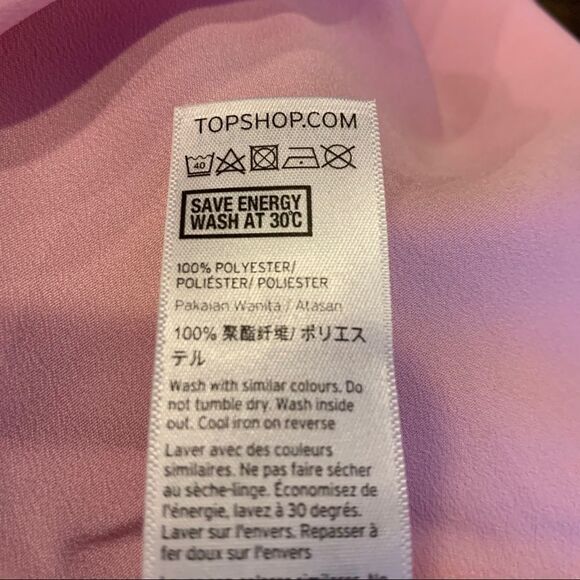 TOPSHOP.COM
40
SAVE ENERGY
WASH AT 30°C
100% POLYESTER/
POLIÉSTER/ POLIESTER
Pakaian Wanita / Atasan
100% 聚酯纤维/ ポリエス
テル
Wash with similar colours. Do
not tumble dry. Wash inside
out. Cool iron on reverse
Laver avec des couleurs
similaires. Ne pas faire sécher
au sèche-linge. Économisez de
l'énergie, lavez à 30 degrés.
Laver sur l'envers. Repasser à
fer doux sur l'envers